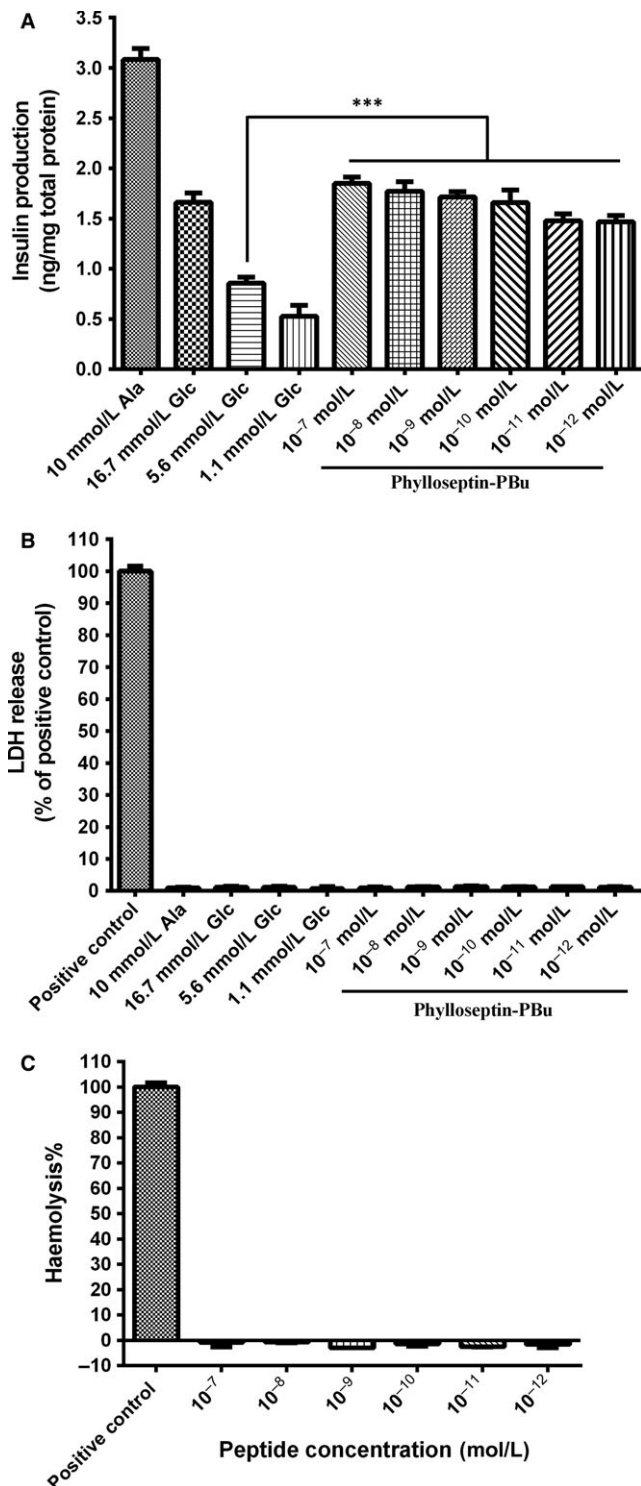 A
Insulin production
(ng/mg total protein)
3.5
3.0
2.5
2.0
1.5
1.0
0.5
0.0
***
10 mmol/L Ala
16.7 mmol/L Glc
5.6 mmol/L Glc
1.1 mmol/L Glc
10⁻⁷ mol/L
10⁻⁸ mol/L
10⁻⁹ mol/L
10⁻¹⁰ mol/L
10⁻¹¹ mol/L
10⁻¹² mol/L
Phylloseptin-PBu
B
LDH release
(% of positive control)
110
100
90
80
70
60
50
40
30
20
10
0
Positive control
10 mmol/L Ala
16.7 mmol/L Glc
5.6 mmol/L Glc
1.1 mmol/L Glc
10⁻⁷ mol/L
10⁻⁸ mol/L
10⁻⁹ mol/L
10⁻¹⁰ mol/L
10⁻¹¹ mol/L
10⁻¹² mol/L
Phylloseptin-PBu
C
Haemolysis%
110
100
90
80
70
60
50
40
30
20
10
0
−10
Positive control
10⁻⁷
10⁻⁸
10⁻⁹
10⁻¹⁰
10⁻¹¹
10⁻¹²
Peptide concentration (mol/L)